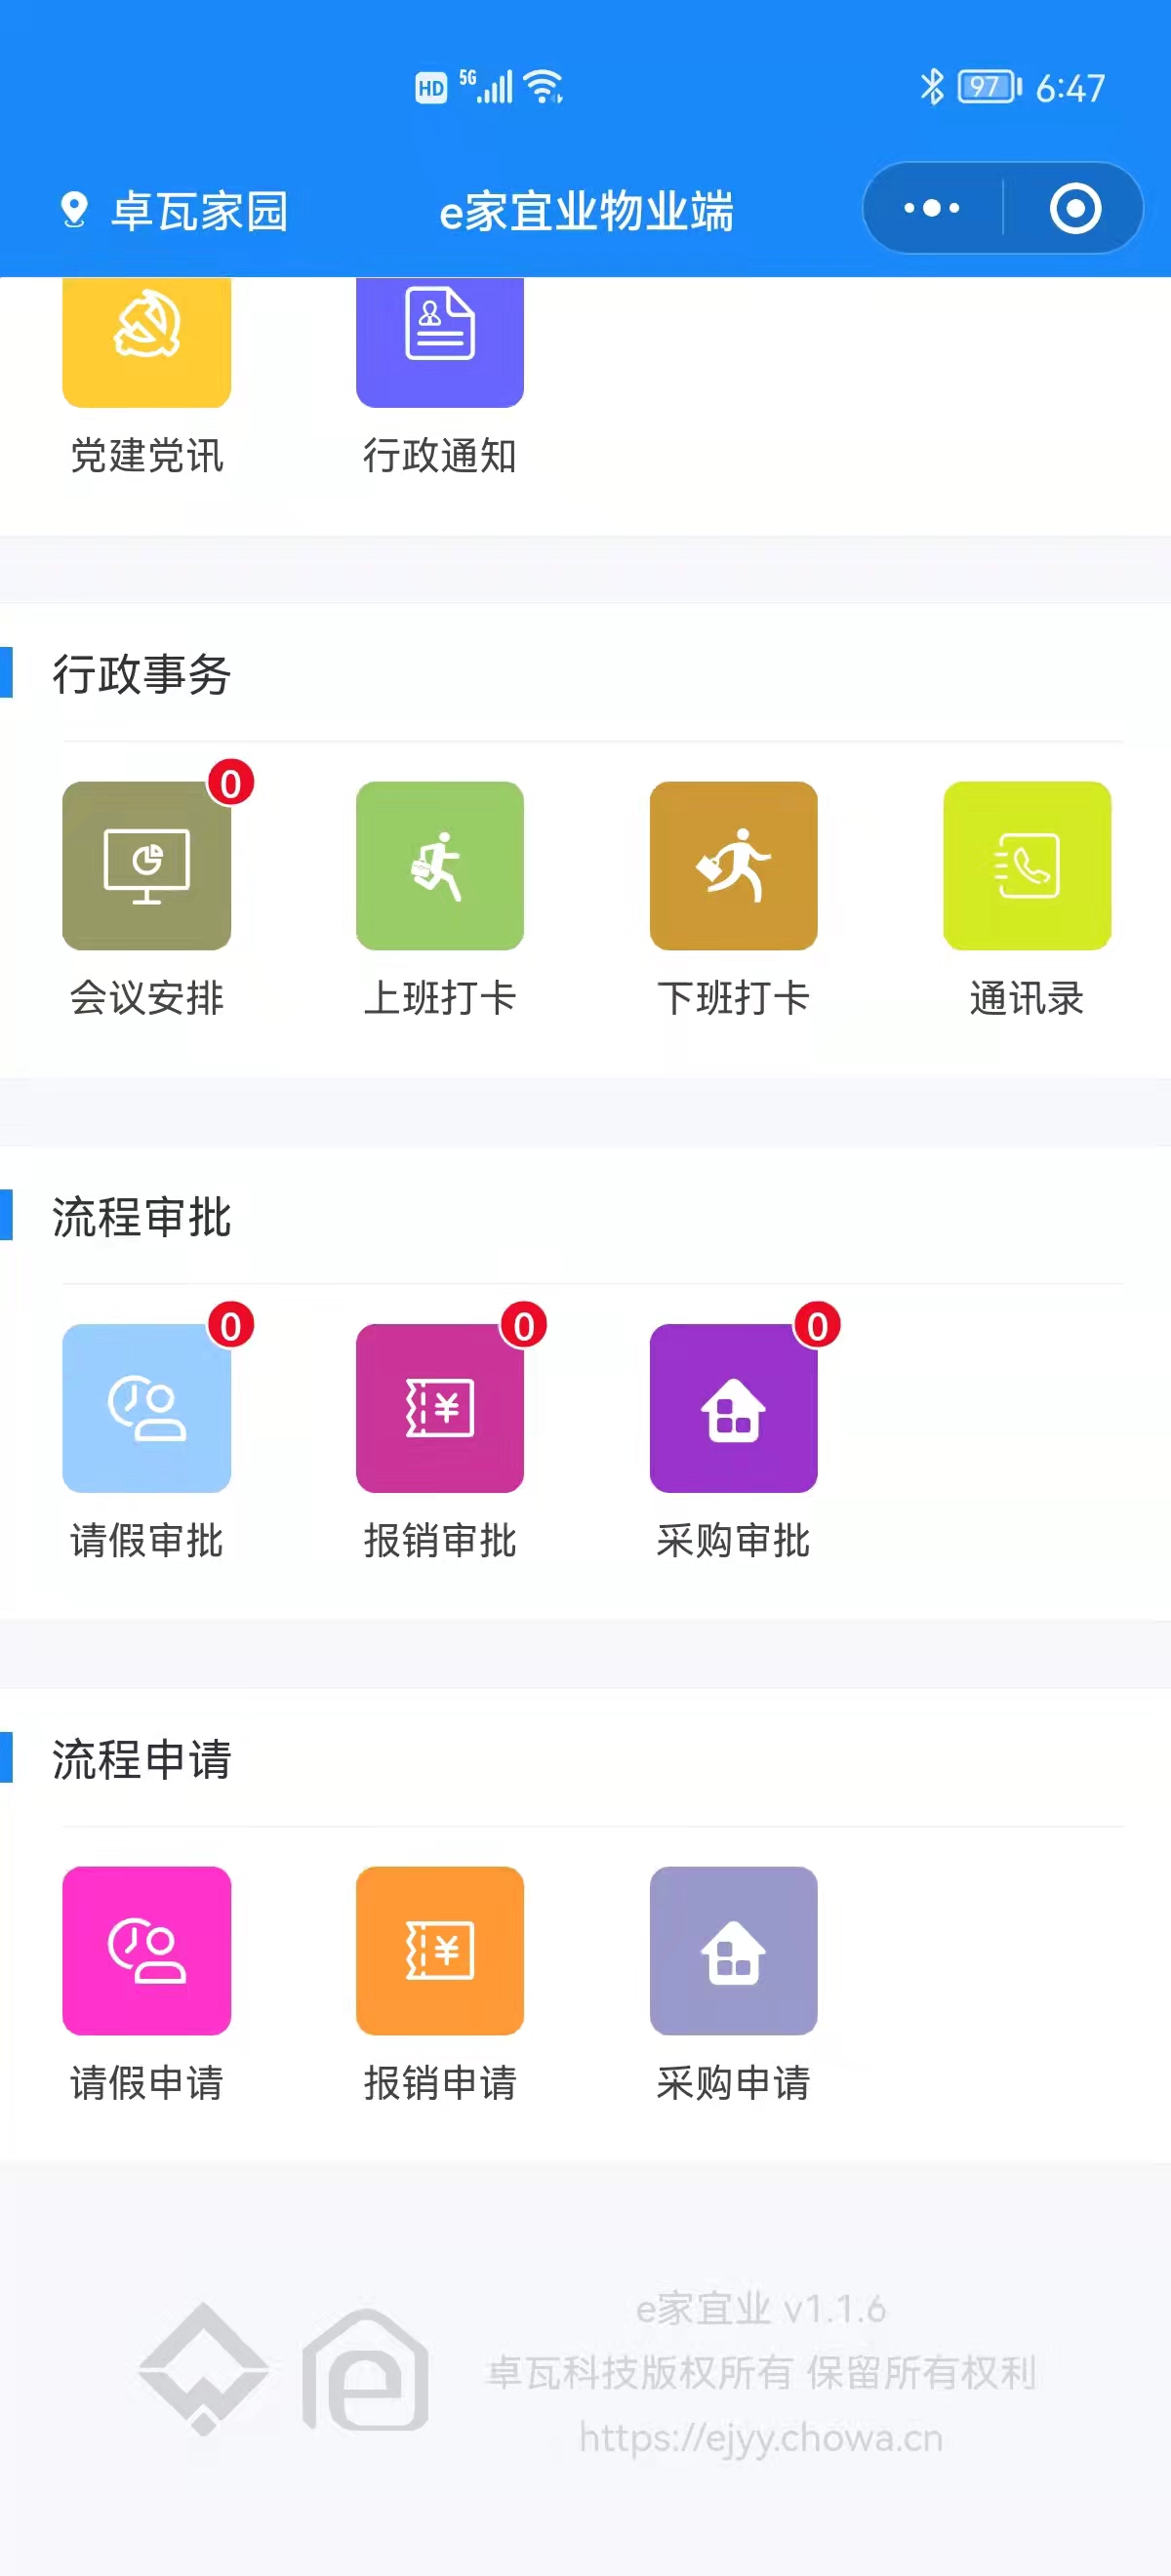 HD 5G 97 6:47
卓瓦家园 e家宜业物业端
党建党讯 行政通知
行政事务
0
会议安排 上班打卡 下班打卡 通讯录
流程审批
0 0 0
¥
请假审批 报销审批 采购审批
流程申请
¥
请假申请 报销申请 采购申请
e
e家宜业 v1.1.6
卓瓦科技版权所有 保留所有权利
https://ejyy.chowa.cn